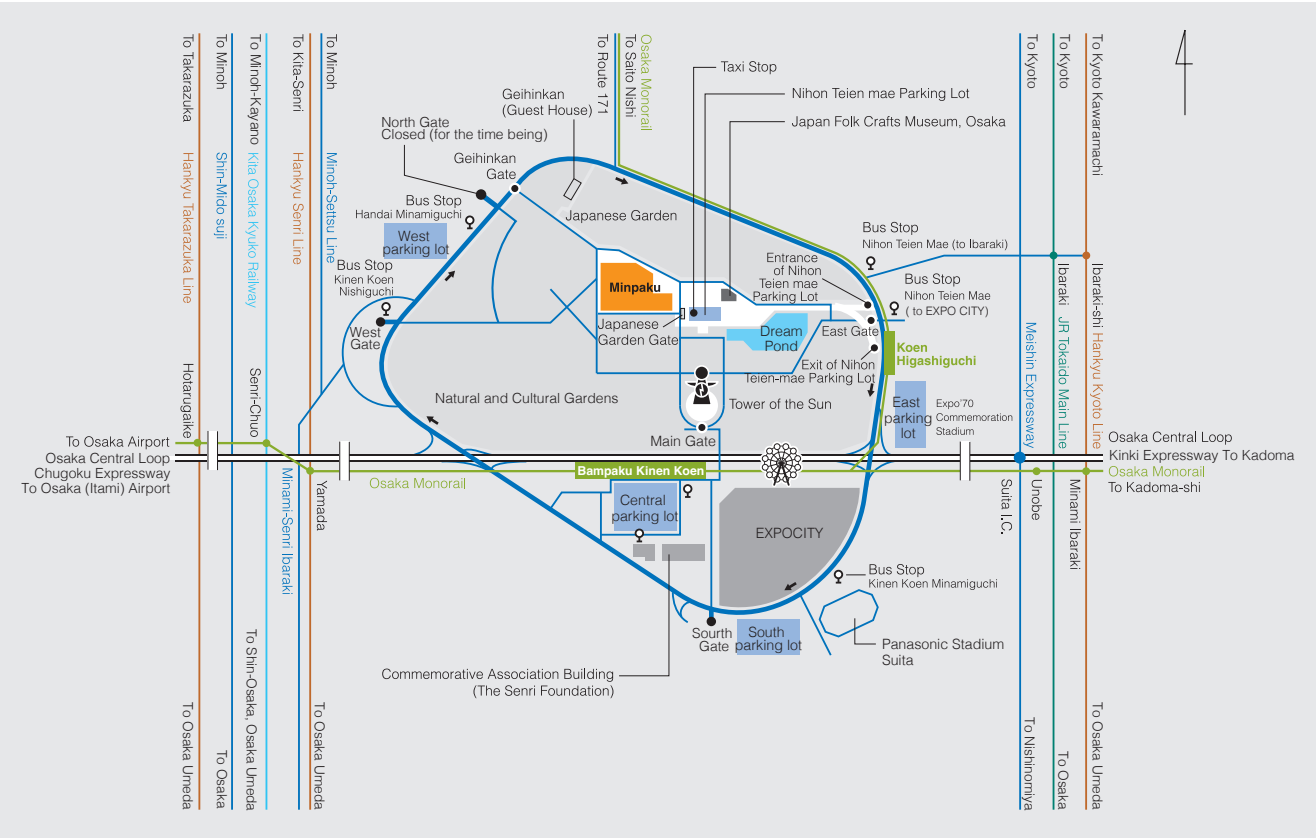 To Takarazuka
Hankyu Takarazuka Line
Hotarugaike
To Osaka Umeda
To Minoh
Shin-Mido suji
To Osaka
To Minoh-Kayano
Kita Osaka Kyuko Railway
Senri-Chuo
To Shin-Osaka, Osaka Umeda
To Kita-Senri
Hankyu Senri Line
Minami-Senri Ibaraki
To Minoh
Minoh-Settsu Line
Yamada
To Osaka Umeda
To Osaka Airport
Osaka Central Loop
Chugoku Expressway
To Osaka (Itami) Airport
Osaka Monorail
To Route 171
To Saito Nishi
Osaka Monorail
Taxi Stop
Nihon Teien mae Parking Lot
Japan Folk Crafts Museum, Osaka
Geihinkan
(Guest House)
North Gate
Closed (for the time being)
Geihinkan
Gate
Bus Stop
Handai Minamiguchi
West
parking lot
Bus Stop
Kinen Koen
Nishiguchi
West
Gate
Japanese Garden
Minpaku
Japanese
Garden Gate
Dream
Pond
Entrance
of Nihon
Teien mae
Parking Lot
East Gate
Exit of Nihon
Teien-mae Parking Lot
Bus Stop
Nihon Teien Mae (to Ibaraki)
Bus Stop
Nihon Teien Mae
( to EXPO CITY)
Koen
Higashiguchi
East
parking
lot
Expo'70
Commemoration
Stadium
Natural and Cultural Gardens
Tower of the Sun
Main Gate
Bampaku Kinen Koen
Central
parking lot
EXPOCITY
Bus Stop
Kinen Koen Minamiguchi
Sourth
Gate
South
parking lot
Panasonic Stadium
Suita
Commemorative Association Building
(The Senri Foundation)
To Kyoto
Meishin Expressway
Suita I.C.
To Nishinomiya
To Kyoto
Ibaraki
JR Tokaido Main Line
Unobe
To Osaka
To Kyoto Kawaramachi
Ibaraki-shi
Hankyu Kyoto Line
Minami Ibaraki
To Osaka Umeda
Osaka Central Loop
Kinki Expressway To Kadoma
Osaka Monorail
To Kadoma-shi